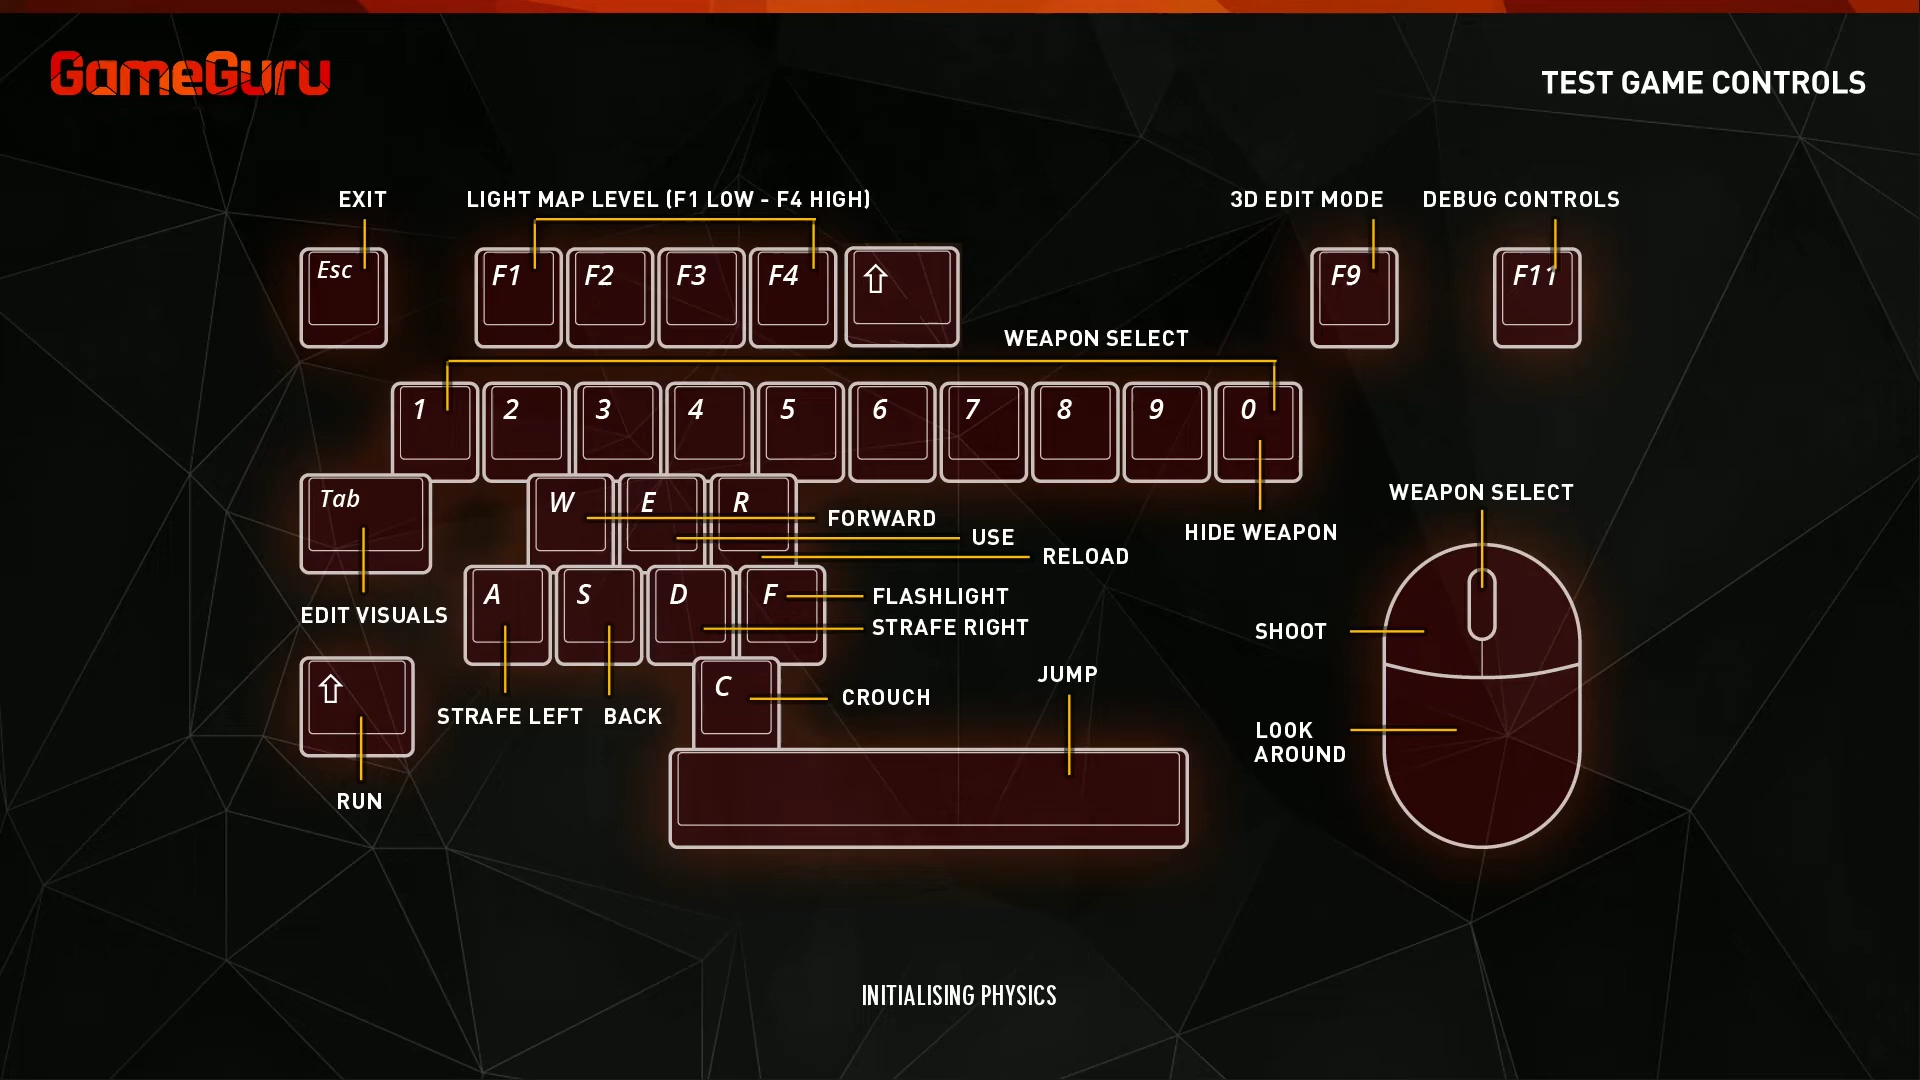 GameGuru
TEST GAME CONTROLS
EXIT
LIGHT MAP LEVEL (F1 LOW - F4 HIGH)
3D EDIT MODE
DEBUG CONTROLS
Esc
F1
F2
F3
F4
F9
F11
WEAPON SELECT
1
2
3
4
5
6
7
8
9
0
Tab
W
E
R
FORWARD
USE
RELOAD
HIDE WEAPON
WEAPON SELECT
EDIT VISUALS
A
S
D
F
FLASHLIGHT
STRAFE RIGHT
SHOOT
STRAFE LEFT
BACK
C
CROUCH
JUMP
LOOK
AROUND
RUN
INITIALISING PHYSICS